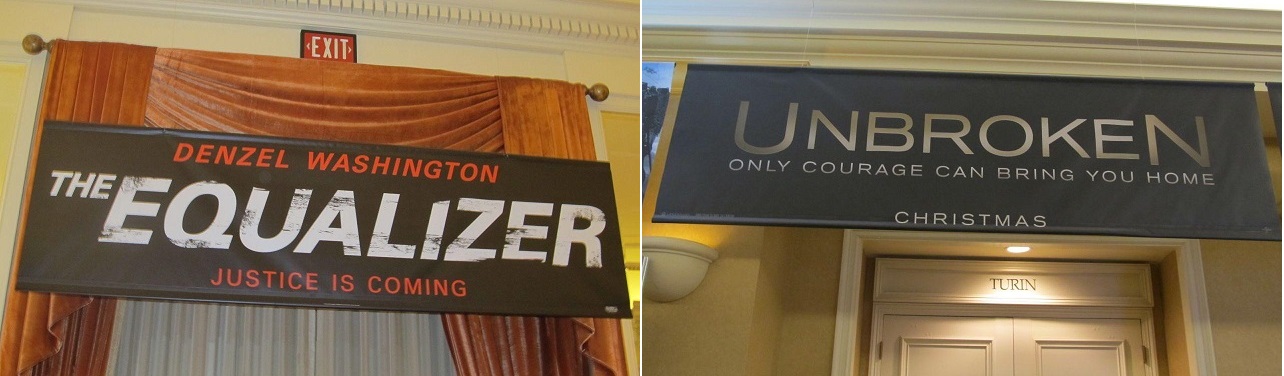 EXIT
DENZEL WASHINGTON
THE EQUALIZER
JUSTICE IS COMING
UNBROKEN
ONLY COURAGE CAN BRING YOU HOME
CHRISTMAS
TURIN